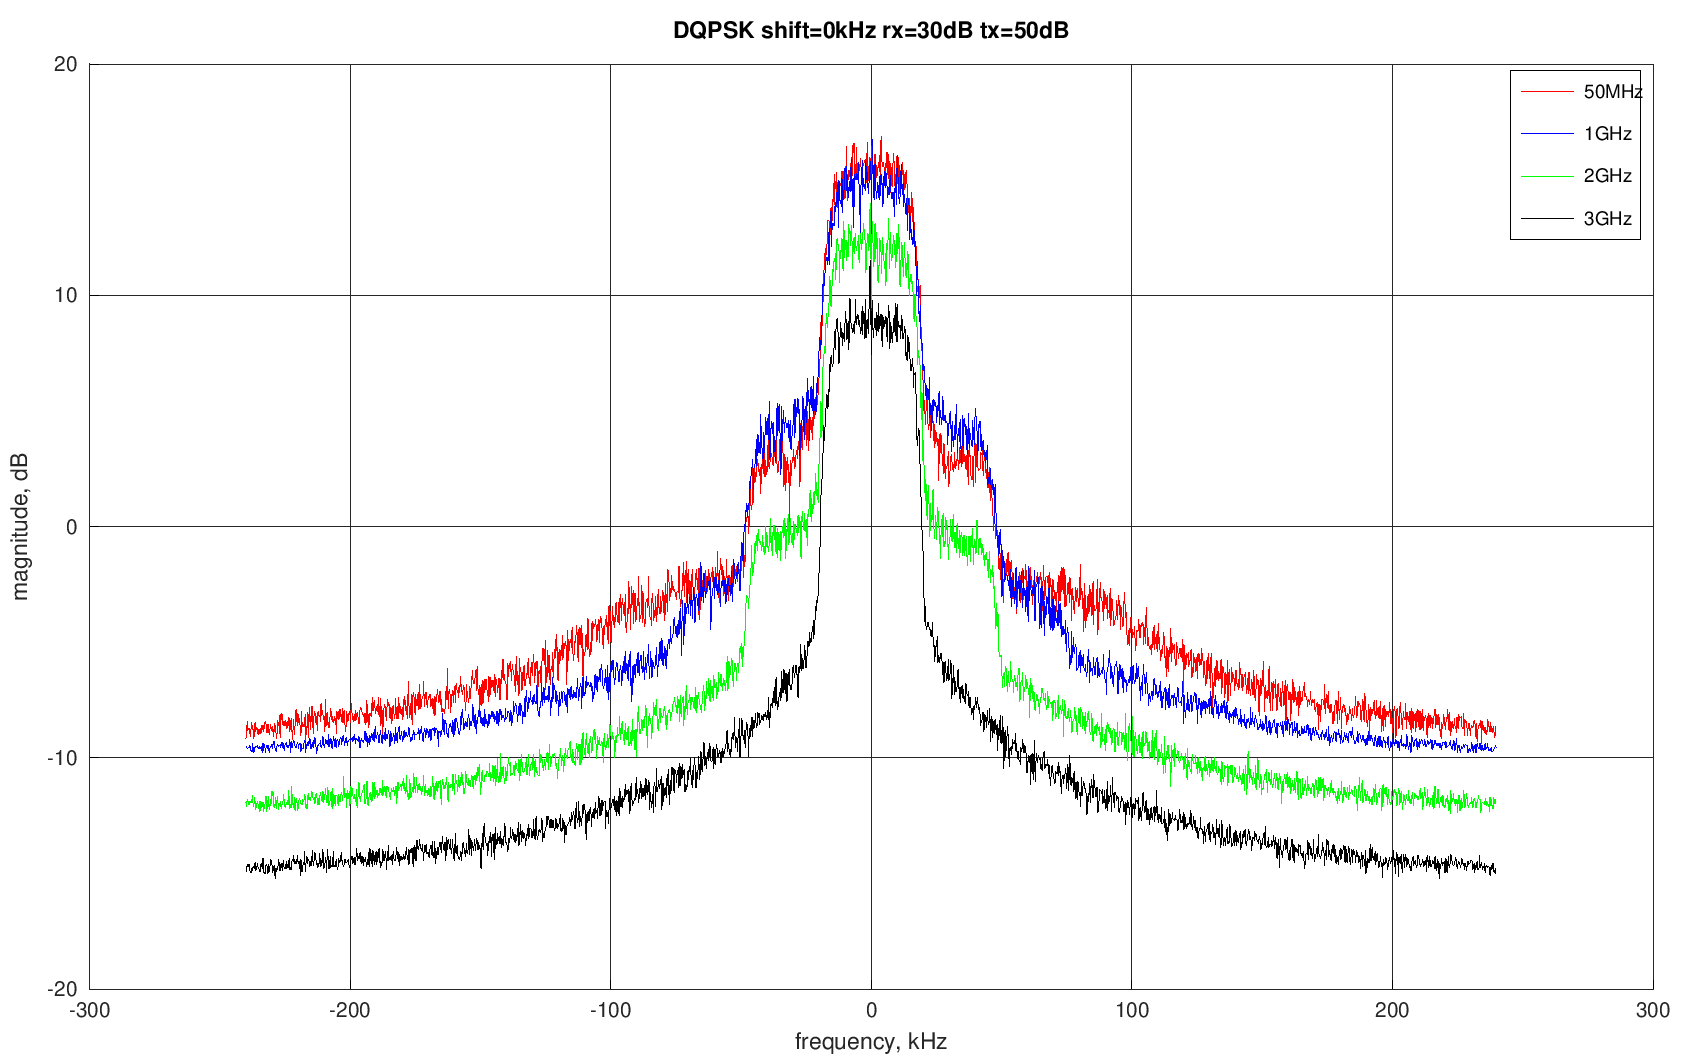 DQPSK shift=0kHz rx=30dB tx=50dB
20
10
0
-10
-20
magnitude, dB
50MHz
1GHz
2GHz
3GHz
-300
-200
-100
0
100
200
300
frequency, kHz